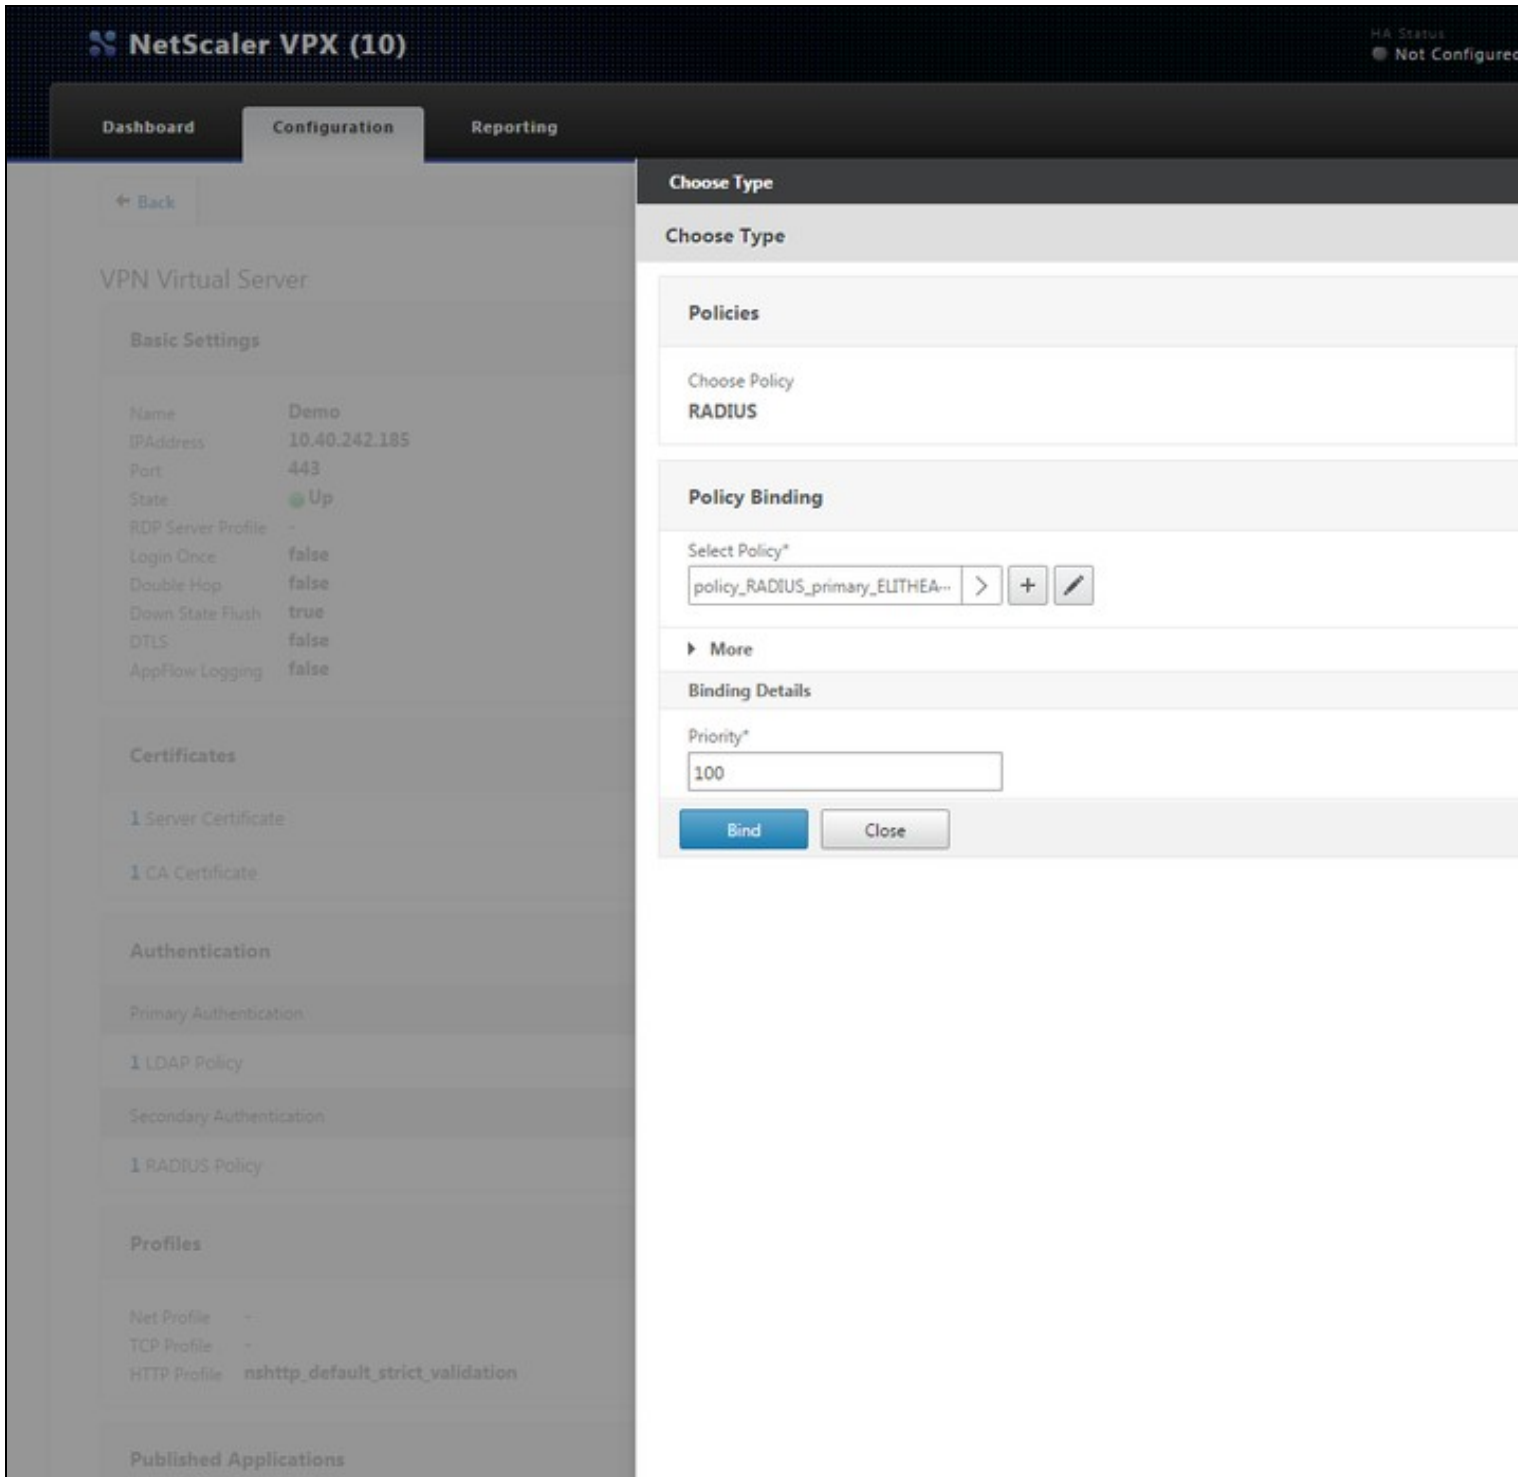 NetScaler VPX (10)
HA Status
Not Configured
Dashboard
Configuration
Reporting
Back
VPN Virtual Server
Basic Settings
Name Demo
IPAddress 10.40.242.185
Port 443
State Up
RDP Server Profile -
Login Once false
Double Hop false
Down State Flush true
DTLS false
AppFlow Logging false
Certificates
1 Server Certificate
1 CA Certificate
Authentication
Primary Authentication
1 LDAP Policy
Secondary Authentication
1 RADIUS Policy
Profiles
Net Profile -
TCP Profile -
HTTP Profile nshttp_default_strict_validation
Published Applications
Choose Type
Choose Type
Policies
Choose Policy
RADIUS
Policy Binding
Select Policy*
policy_RADIUS_primary_ELITHEA...
More
Binding Details
Priority*
100
Bind
Close